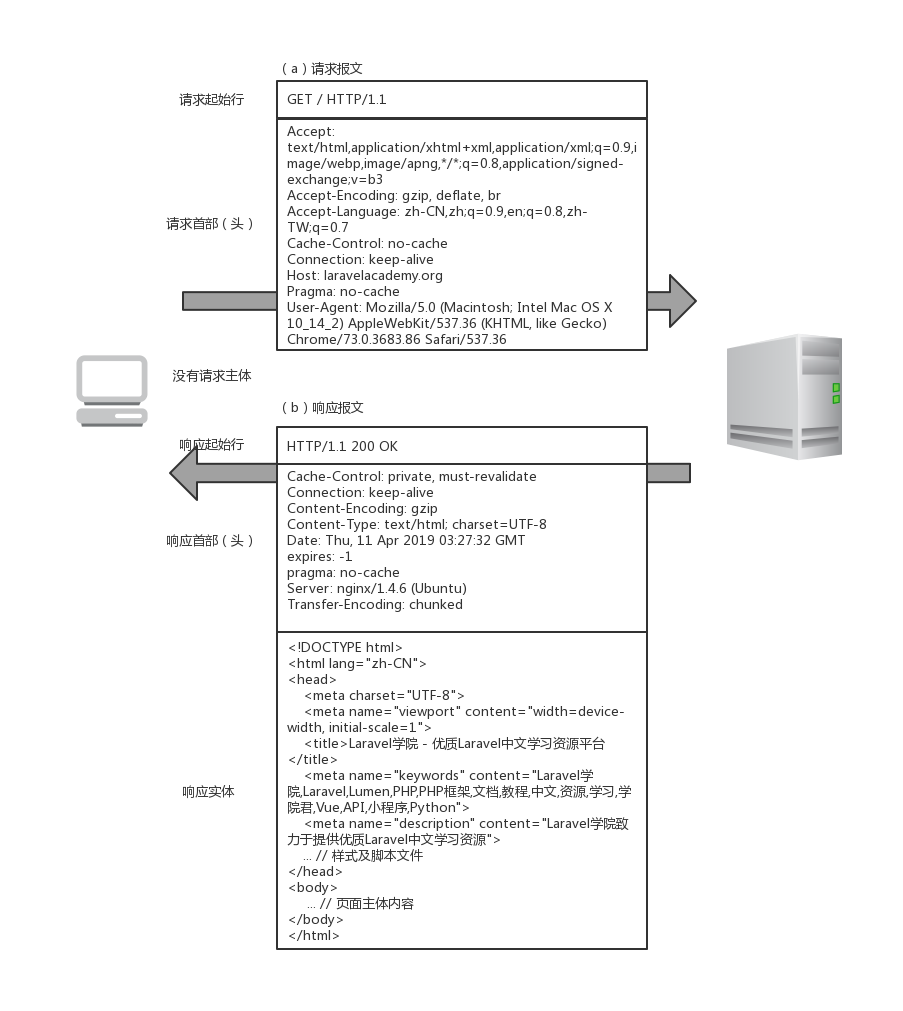 （a）请求报文
请求起始行
GET / HTTP/1.1
Accept:
text/html,application/xhtml+xml,application/xml;q=0.9,i
mage/webp,image/apng,*/*;q=0.8,application/signed-
exchange;v=b3
Accept-Encoding: gzip, deflate, br
Accept-Language: zh-CN,zh;q=0.9,en;q=0.8,zh-
TW;q=0.7
请求首部（头）
Cache-Control: no-cache
Connection: keep-alive
Host: laravelacademy.org
Pragma: no-cache
User-Agent: Mozilla/5.0 (Macintosh; Intel Mac OS X
10_14_2) AppleWebKit/537.36 (KHTML, like Gecko)
Chrome/73.0.3683.86 Safari/537.36
没有请求主体
（b）响应报文
响应起始行
HTTP/1.1 200 OK
Cache-Control: private, must-revalidate
Connection: keep-alive
Content-Encoding: gzip
Content-Type: text/html; charset=UTF-8
响应首部（头）
Date: Thu, 11 Apr 2019 03:27:32 GMT
expires: -1
pragma: no-cache
Server: nginx/1.4.6 (Ubuntu)
Transfer-Encoding: chunked
<!DOCTYPE html>
<html lang="zh-CN">
<head>
<meta charset="UTF-8">
<meta name="viewport" content="width=device-
width, initial-scale=1">
<title>Laravel学院 - 优质Laravel中文学习资源平台
</title>
<meta name="keywords" content="Laravel学
响应实体
院,Laravel,Lumen,PHP,PHP框架,文档,教程,中文,资源,学习,学
院君,Vue,API,小程序,Python">
<meta name="description" content="Laravel学院致
力于提供优质Laravel中文学习资源">
... // 样式及脚本文件
</head>
<body>
... // 页面主体内容
</body>
</html>